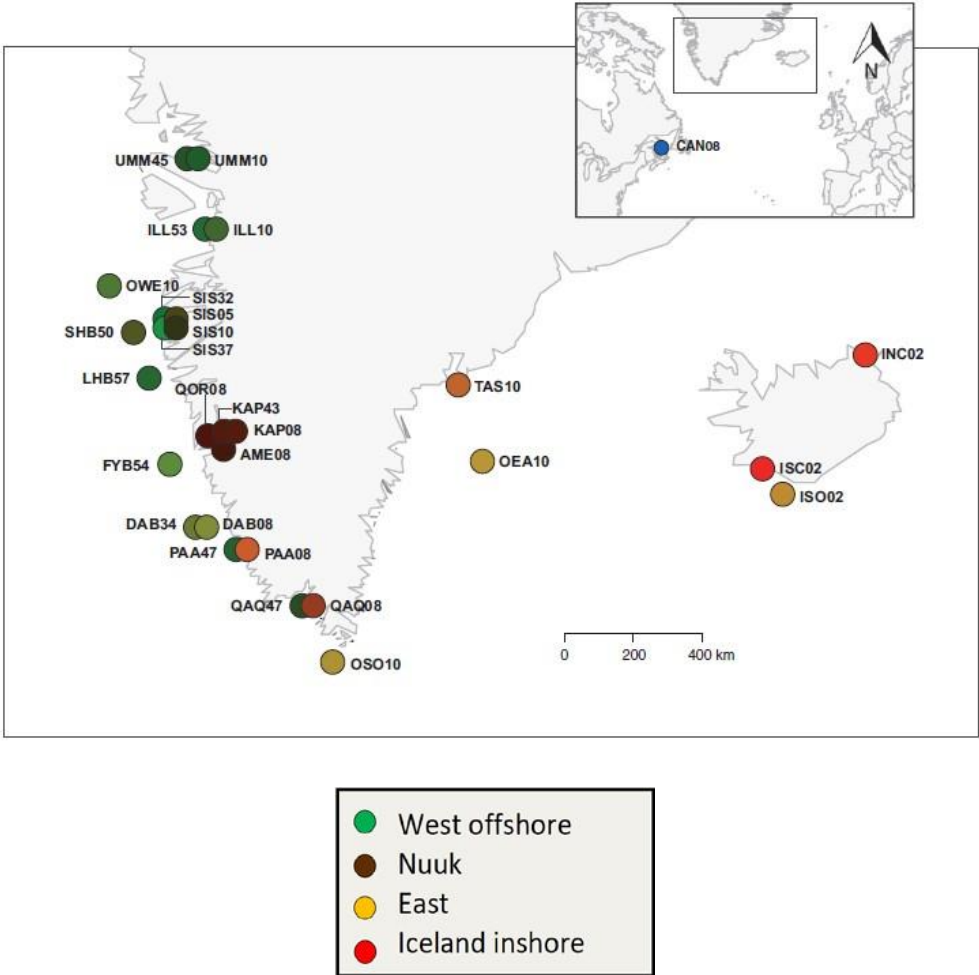 N
CAN08
UMM45
UMM10
ILL53
ILL10
OWE10
SIS32
SIS05
SHB50
SIS10
SIS37
INC02
LHB57
QOR08
TAS10
KAP43
KAP08
AME08
FYB54
OEA10
ISC02
ISO02
DAB34
DAB08
PAA47
PAA08
QAQ47
QAQ08
0 200 400 km
OSO10
West offshore
Nuuk
East
Iceland inshore